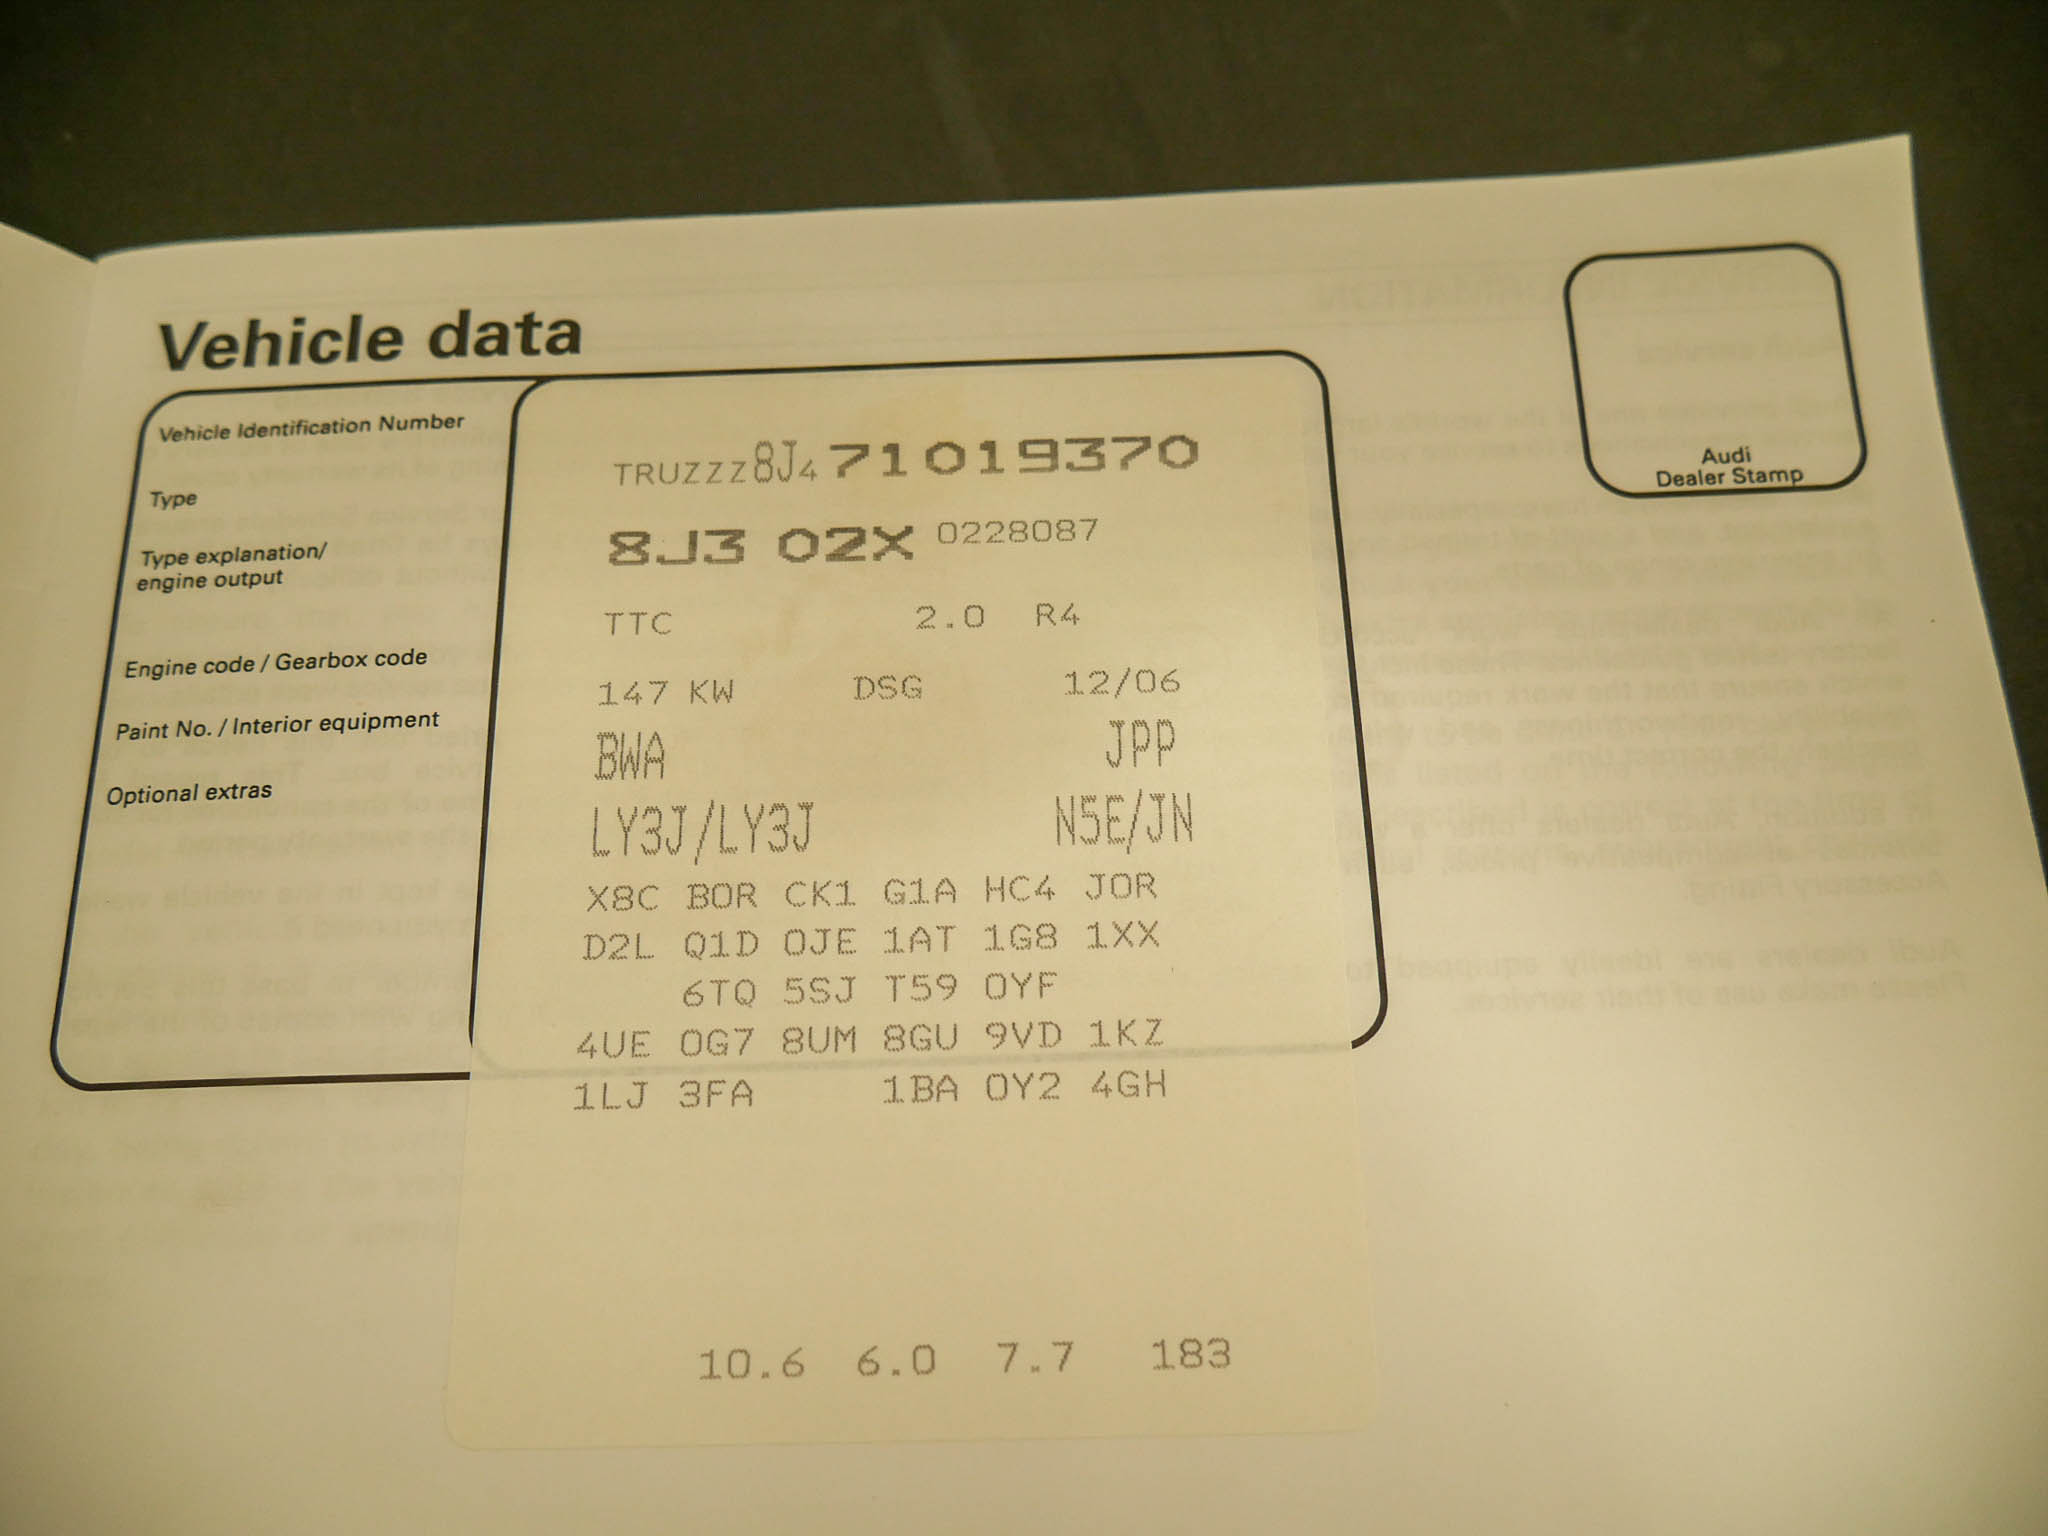 Vehicle data
Vehicle Identification Number
Type
Type explanation/
engine output
Engine code / Gearbox code
Paint No. / Interior equipment
Optional extras
TRUZZZ8J471019370
8J3 02X 0228087
TTC 2.0 R4
147 KW DSG 12/06
BWA JPP
LY3J/LY3J N5E/JN
X8C B0R CK1 G1A HC4 J0R
D2L Q1D 0JE 1AT 1G8 1XX
6TQ 5SJ T59 0YF
4UE 0G7 8UM 8GU 9VD 1KZ
1LJ 3FA 1BA 0Y2 4GH
10.6 6.0 7.7 183
Audi
Dealer Stamp